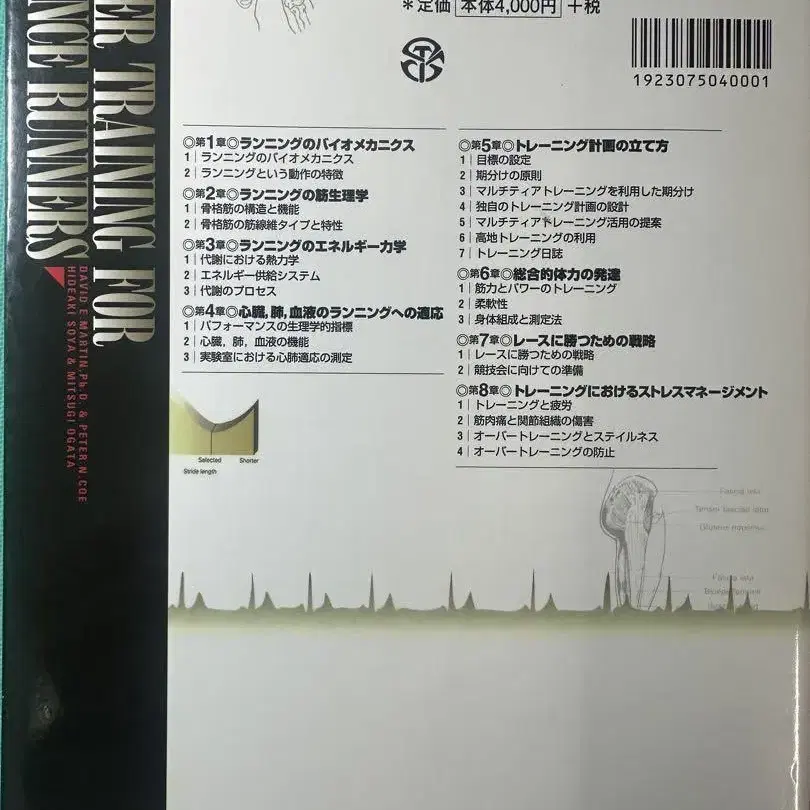 *定価 本体4,000円 +税
1923075040001
ER TRAINING FOR
NCE RUNNERS
DAVID E. MARTIN, Ph.D. & PETER N. COE
HIDEAKI SOYA & MITSUGI OGATA
◎第1章◎ランニングのバイオメカニクス
1|ランニングのバイオメカニクス
2|ランニングという動作の特徴
◎第2章◎ランニングの筋生理学
1|骨格筋の構造と機能
2|骨格筋の筋線維タイプと特性
◎第3章◎ランニングのエネルギー力学
1|代謝における熱力学
2|エネルギー供給システム
3|代謝のプロセス
◎第4章◎心臓,肺,血液のランニングへの適応
1|パフォーマンスの生理学的指標
2|心臓,肺,血液の機能
3|実験室における心肺適応の測定
◎第5章◎トレーニング計画の立て方
1|目標の設定
2|期分けの原則
3|マルチティアトレーニングを利用した期分け
4|独自のトレーニング計画の設計
5|マルチティアトレーニング活用の提案
6|高地トレーニングの利用
7|トレーニング日誌
◎第6章◎総合的体力の発達
1|筋力とパワーのトレーニング
2|柔軟性
3|身体組成と測定法
◎第7章◎レースに勝つための戦略
1|レースに勝つための戦略
2|競技会に向けての準備
◎第8章◎トレーニングにおけるストレスマネージメント
1|トレーニングと疲労
2|筋肉痛と関節組織の傷害
3|オーバートレーニングとステイルネス
4|オーバートレーニングの防止
Selected Shorter
Stride length
Fascia lata
Tensor fasciae latae
Gluteus maximus
Fascia lata